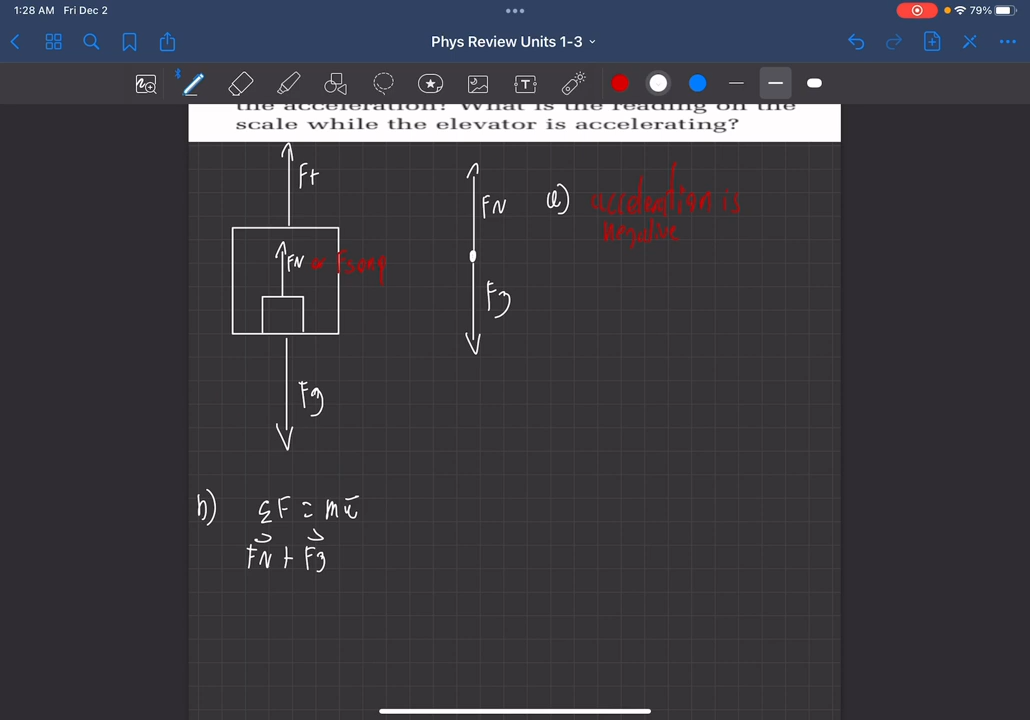 1:28 AM Fri Dec 2
79%
Phys Review Units 1-3
the acceleration? What is the reading on the
scale while the elevator is accelerating?
Ft
FN
a) acceleration is
negative
FN or
Fg
Fg
b) ΣF = ma
FN + Fg